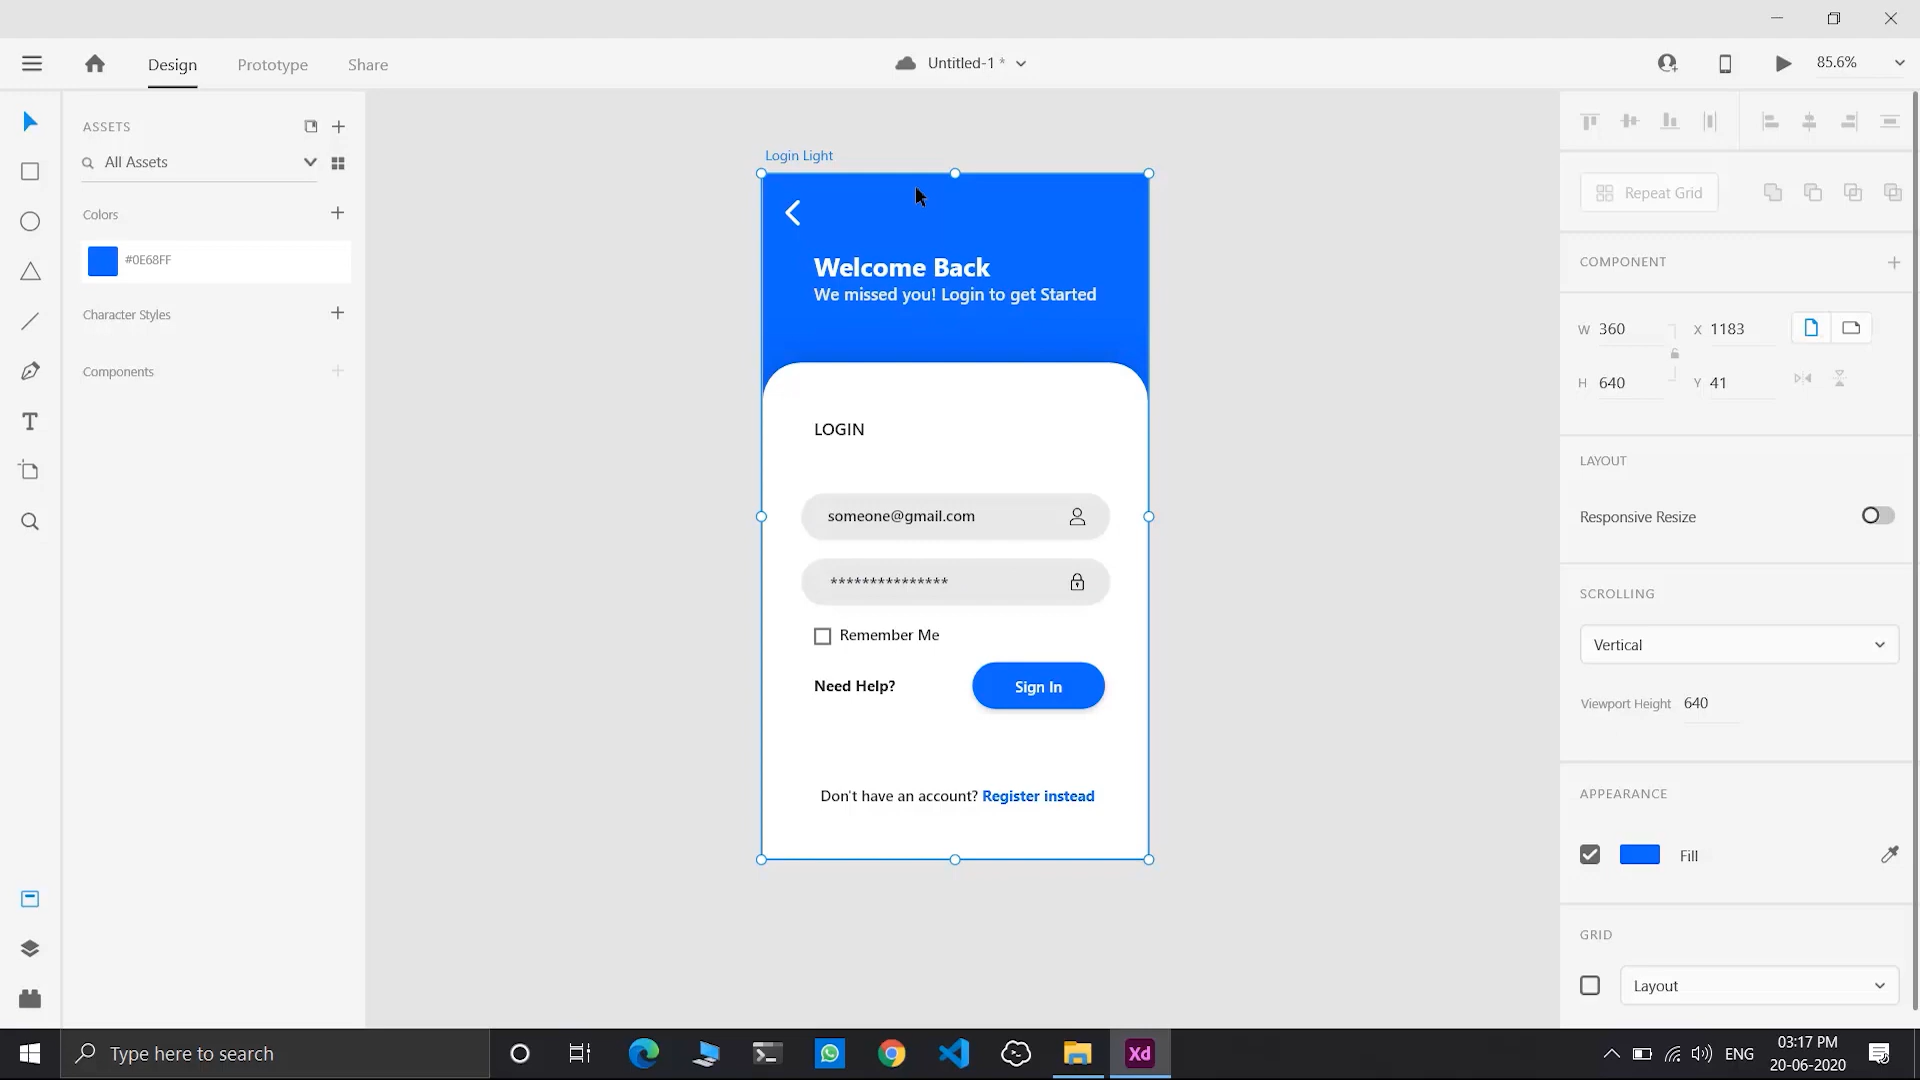 Design
Prototype
Share
Untitled-1 *
85.6%
ASSETS
All Assets
Colors
#0E68FF
Character Styles
Components
Login Light
Welcome Back
We missed you! Login to get Started
LOGIN
someone@gmail.com
***************
Remember Me
Need Help?
Sign In
Don't have an account? Register instead
Repeat Grid
COMPONENT
W 360
X 1183
H 640
Y 41
LAYOUT
Responsive Resize
SCROLLING
Vertical
Viewport Height 640
APPEARANCE
Fill
GRID
Layout
Type here to search
Xd
ENG
03:17 PM
20-06-2020